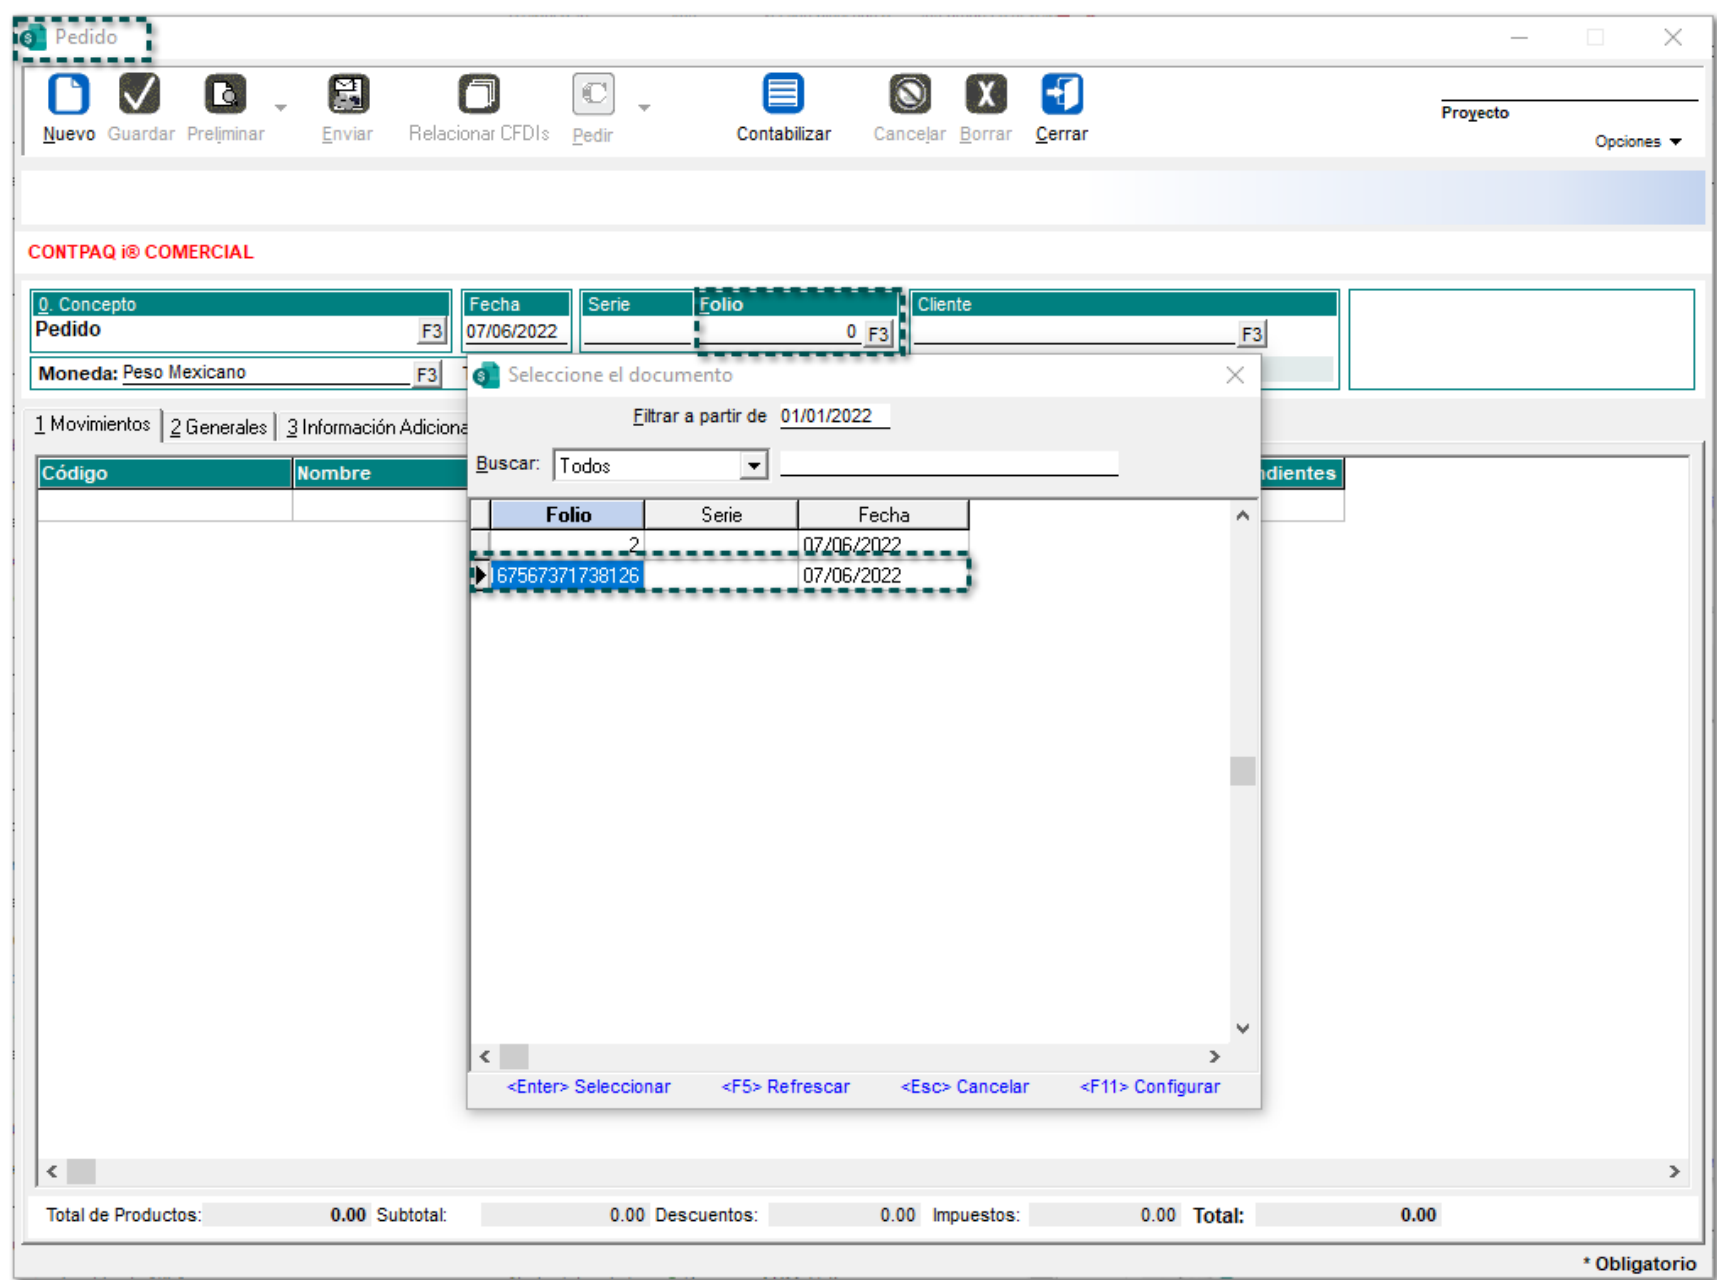 Pedido
Nuevo Guardar Preliminar Enviar Relacionar CFDIs Pedir Contabilizar Cancelar Borrar Cerrar
Proyecto
Opciones
CONTPAQ i® COMERCIAL
0. Concepto Fecha Serie Folio Cliente
Pedido F3 07/06/2022 0 F3 F3
Moneda: Peso Mexicano F3
Seleccione el documento
Filtrar a partir de 01/01/2022
1 Movimientos 2 Generales 3 Información Adiciona
Buscar: Todos
Código Nombre ndientes
Folio Serie Fecha
2 07/06/2022
167567371738126 07/06/2022
<Enter> Seleccionar <F5> Refrescar <Esc> Cancelar <F11> Configurar
Total de Productos: 0.00 Subtotal: 0.00 Descuentos: 0.00 Impuestos: 0.00 Total: 0.00
* Obligatorio